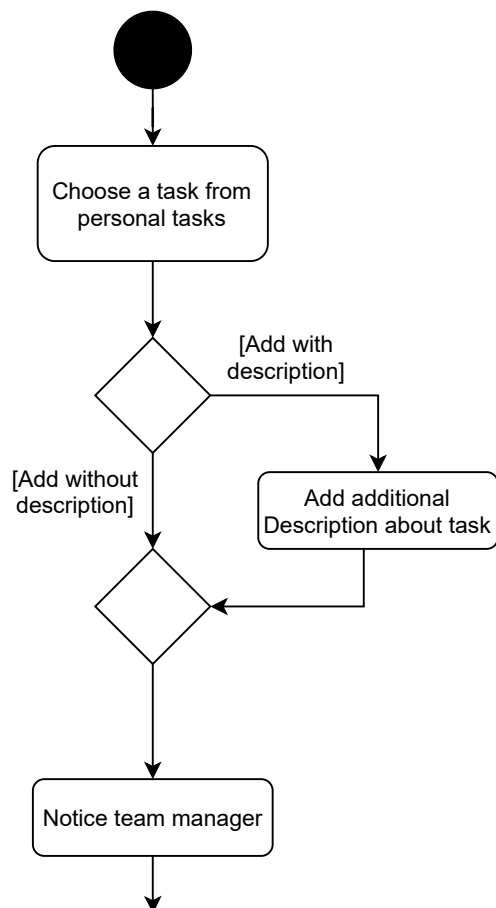 Choose a task from
personal tasks
[Add with
description]
[Add without
description]
Add additional
Description about task
Notice team manager